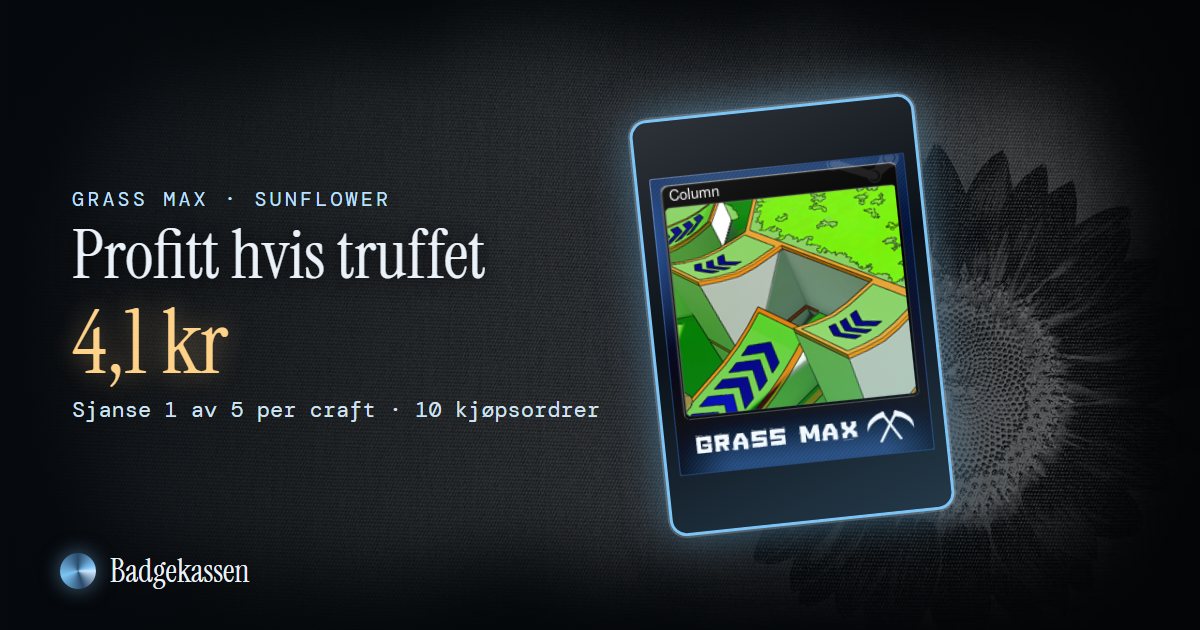 GRASS MAX · SUNFLOWER
Profitt hvis truffet
4,1 kr
Sjanse 1 av 5 per craft · 10 kjøpsordrer
Column
GRASS MAX
Badgekassen